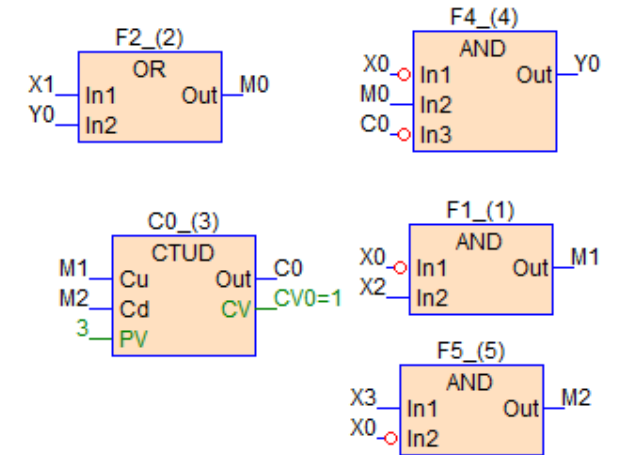 F2_(2)
OR
X1 In1 Out M0
Y0 In2
F4_(4)
AND
X0 In1 Out Y0
M0 In2
C0 In3
C0_(3)
CTUD
M1 Cu Out C0
M2 Cd CV CV0=1
3 PV
F1_(1)
AND
X0 In1 Out M1
X2 In2
F5_(5)
AND
X3 In1 Out M2
X0 In2